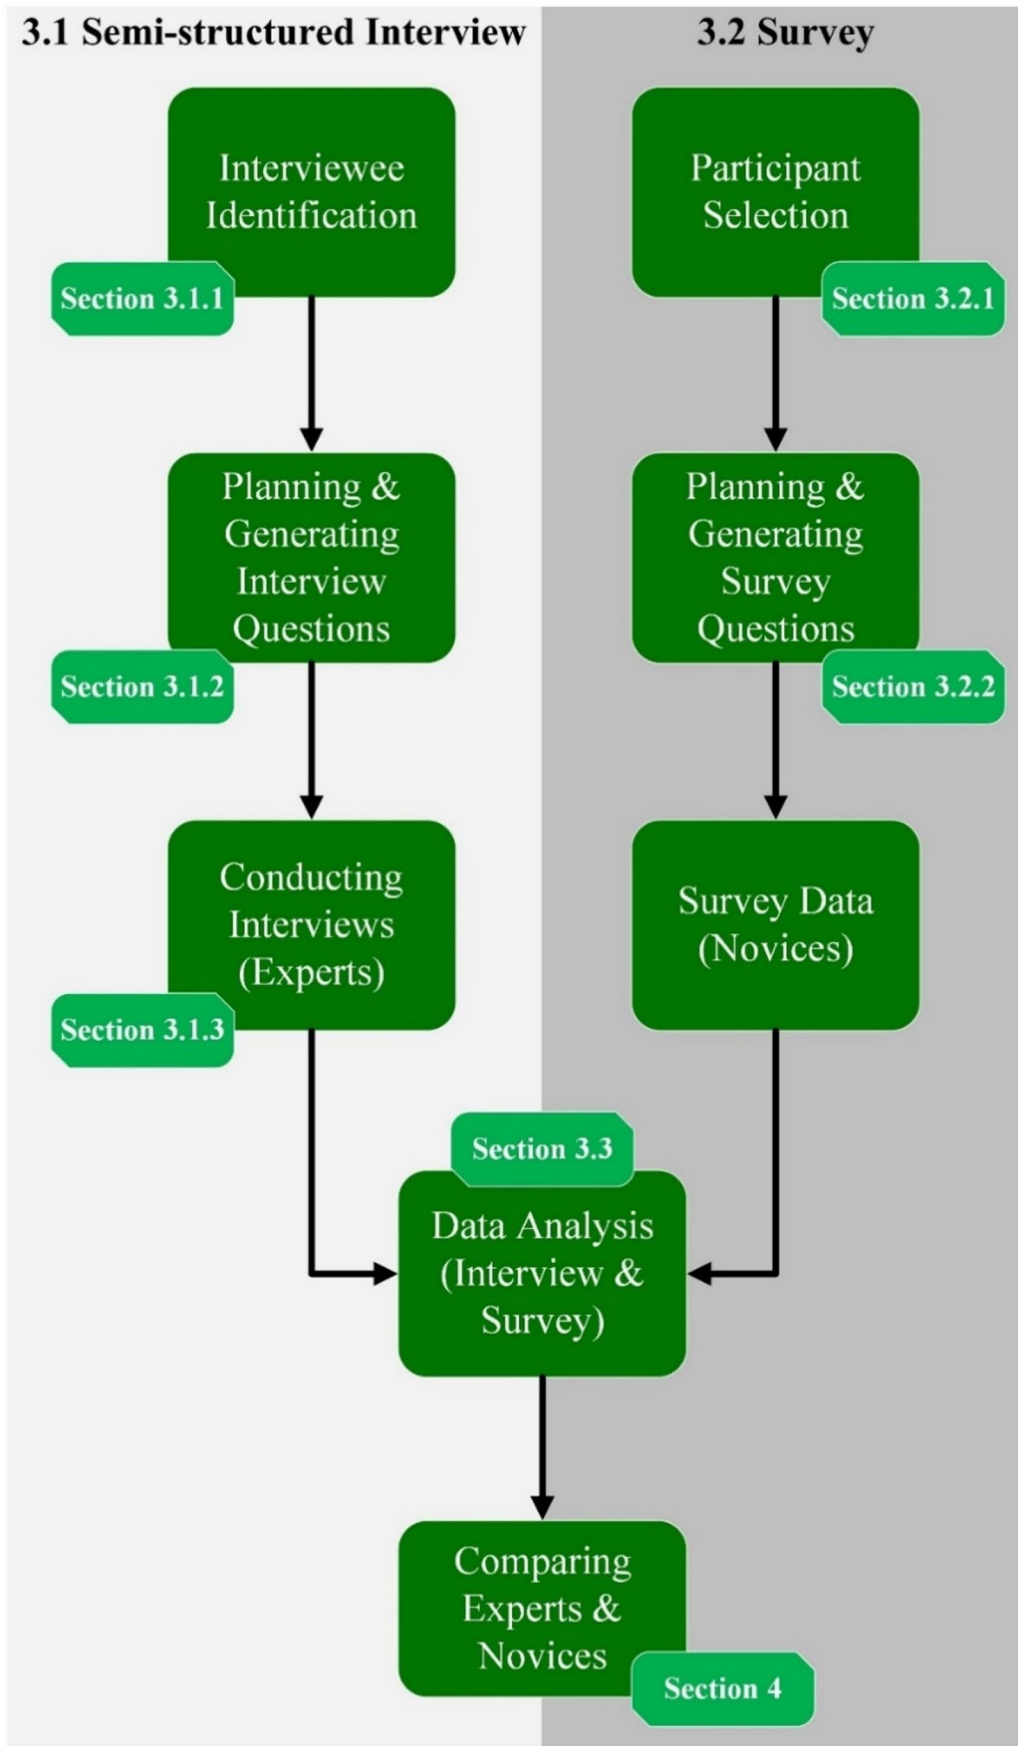 3.1 Semi-structured Interview
Interviewee
Identification
Section 3.1.1
Planning &
Generating
Interview
Questions
Section 3.1.2
Conducting
Interviews
(Experts)
Section 3.1.3
3.2 Survey
Participant
Selection
Section 3.2.1
Planning &
Generating
Survey
Questions
Section 3.2.2
Survey Data
(Novices)
Section 3.3
Data Analysis
(Interview &
Survey)
Comparing
Experts &
Novices
Section 4